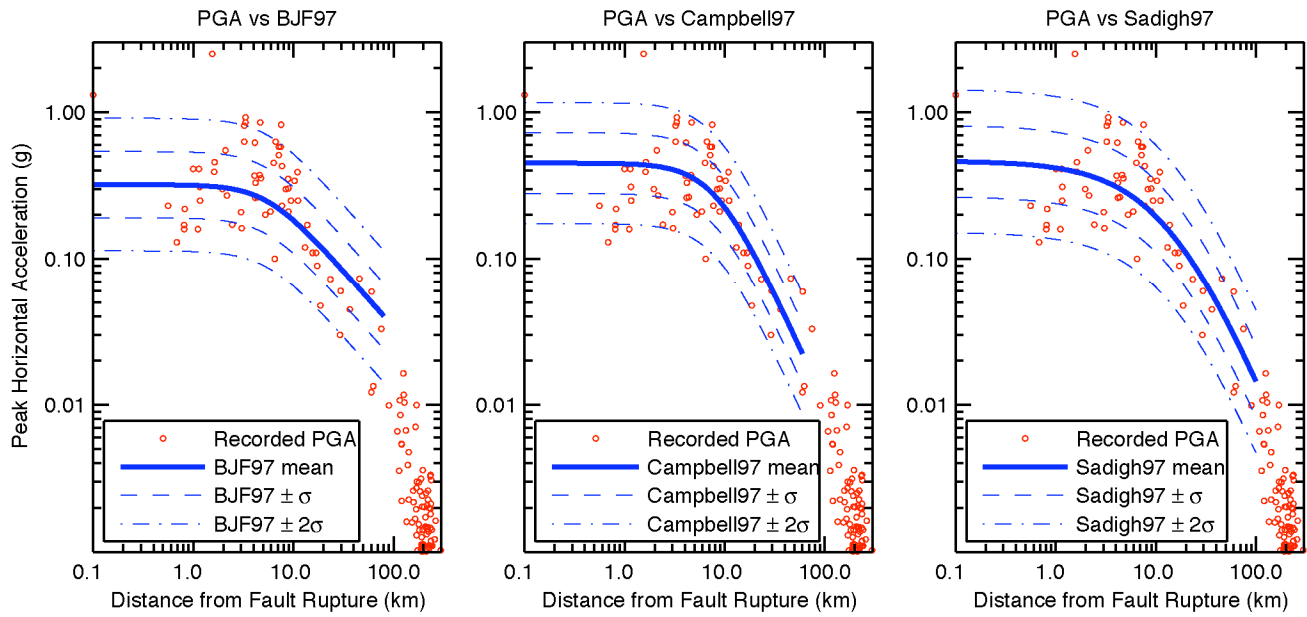 PGA vs BJF97
PGA vs Campbell97
PGA vs Sadigh97
Peak Horizontal Acceleration (g)
1.00
0.10
0.01
Recorded PGA
BJF97 mean
BJF97 ± σ
BJF97 ± 2σ
0.1
1.0
10.0
100.0
Distance from Fault Rupture (km)
1.00
0.10
0.01
Recorded PGA
Campbell97 mean
Campbell97 ± σ
Campbell97 ± 2σ
0.1
1.0
10.0
100.0
Distance from Fault Rupture (km)
1.00
0.10
0.01
Recorded PGA
Sadigh97 mean
Sadigh97 ± σ
Sadigh97 ± 2σ
0.1
1.0
10.0
100.0
Distance from Fault Rupture (km)